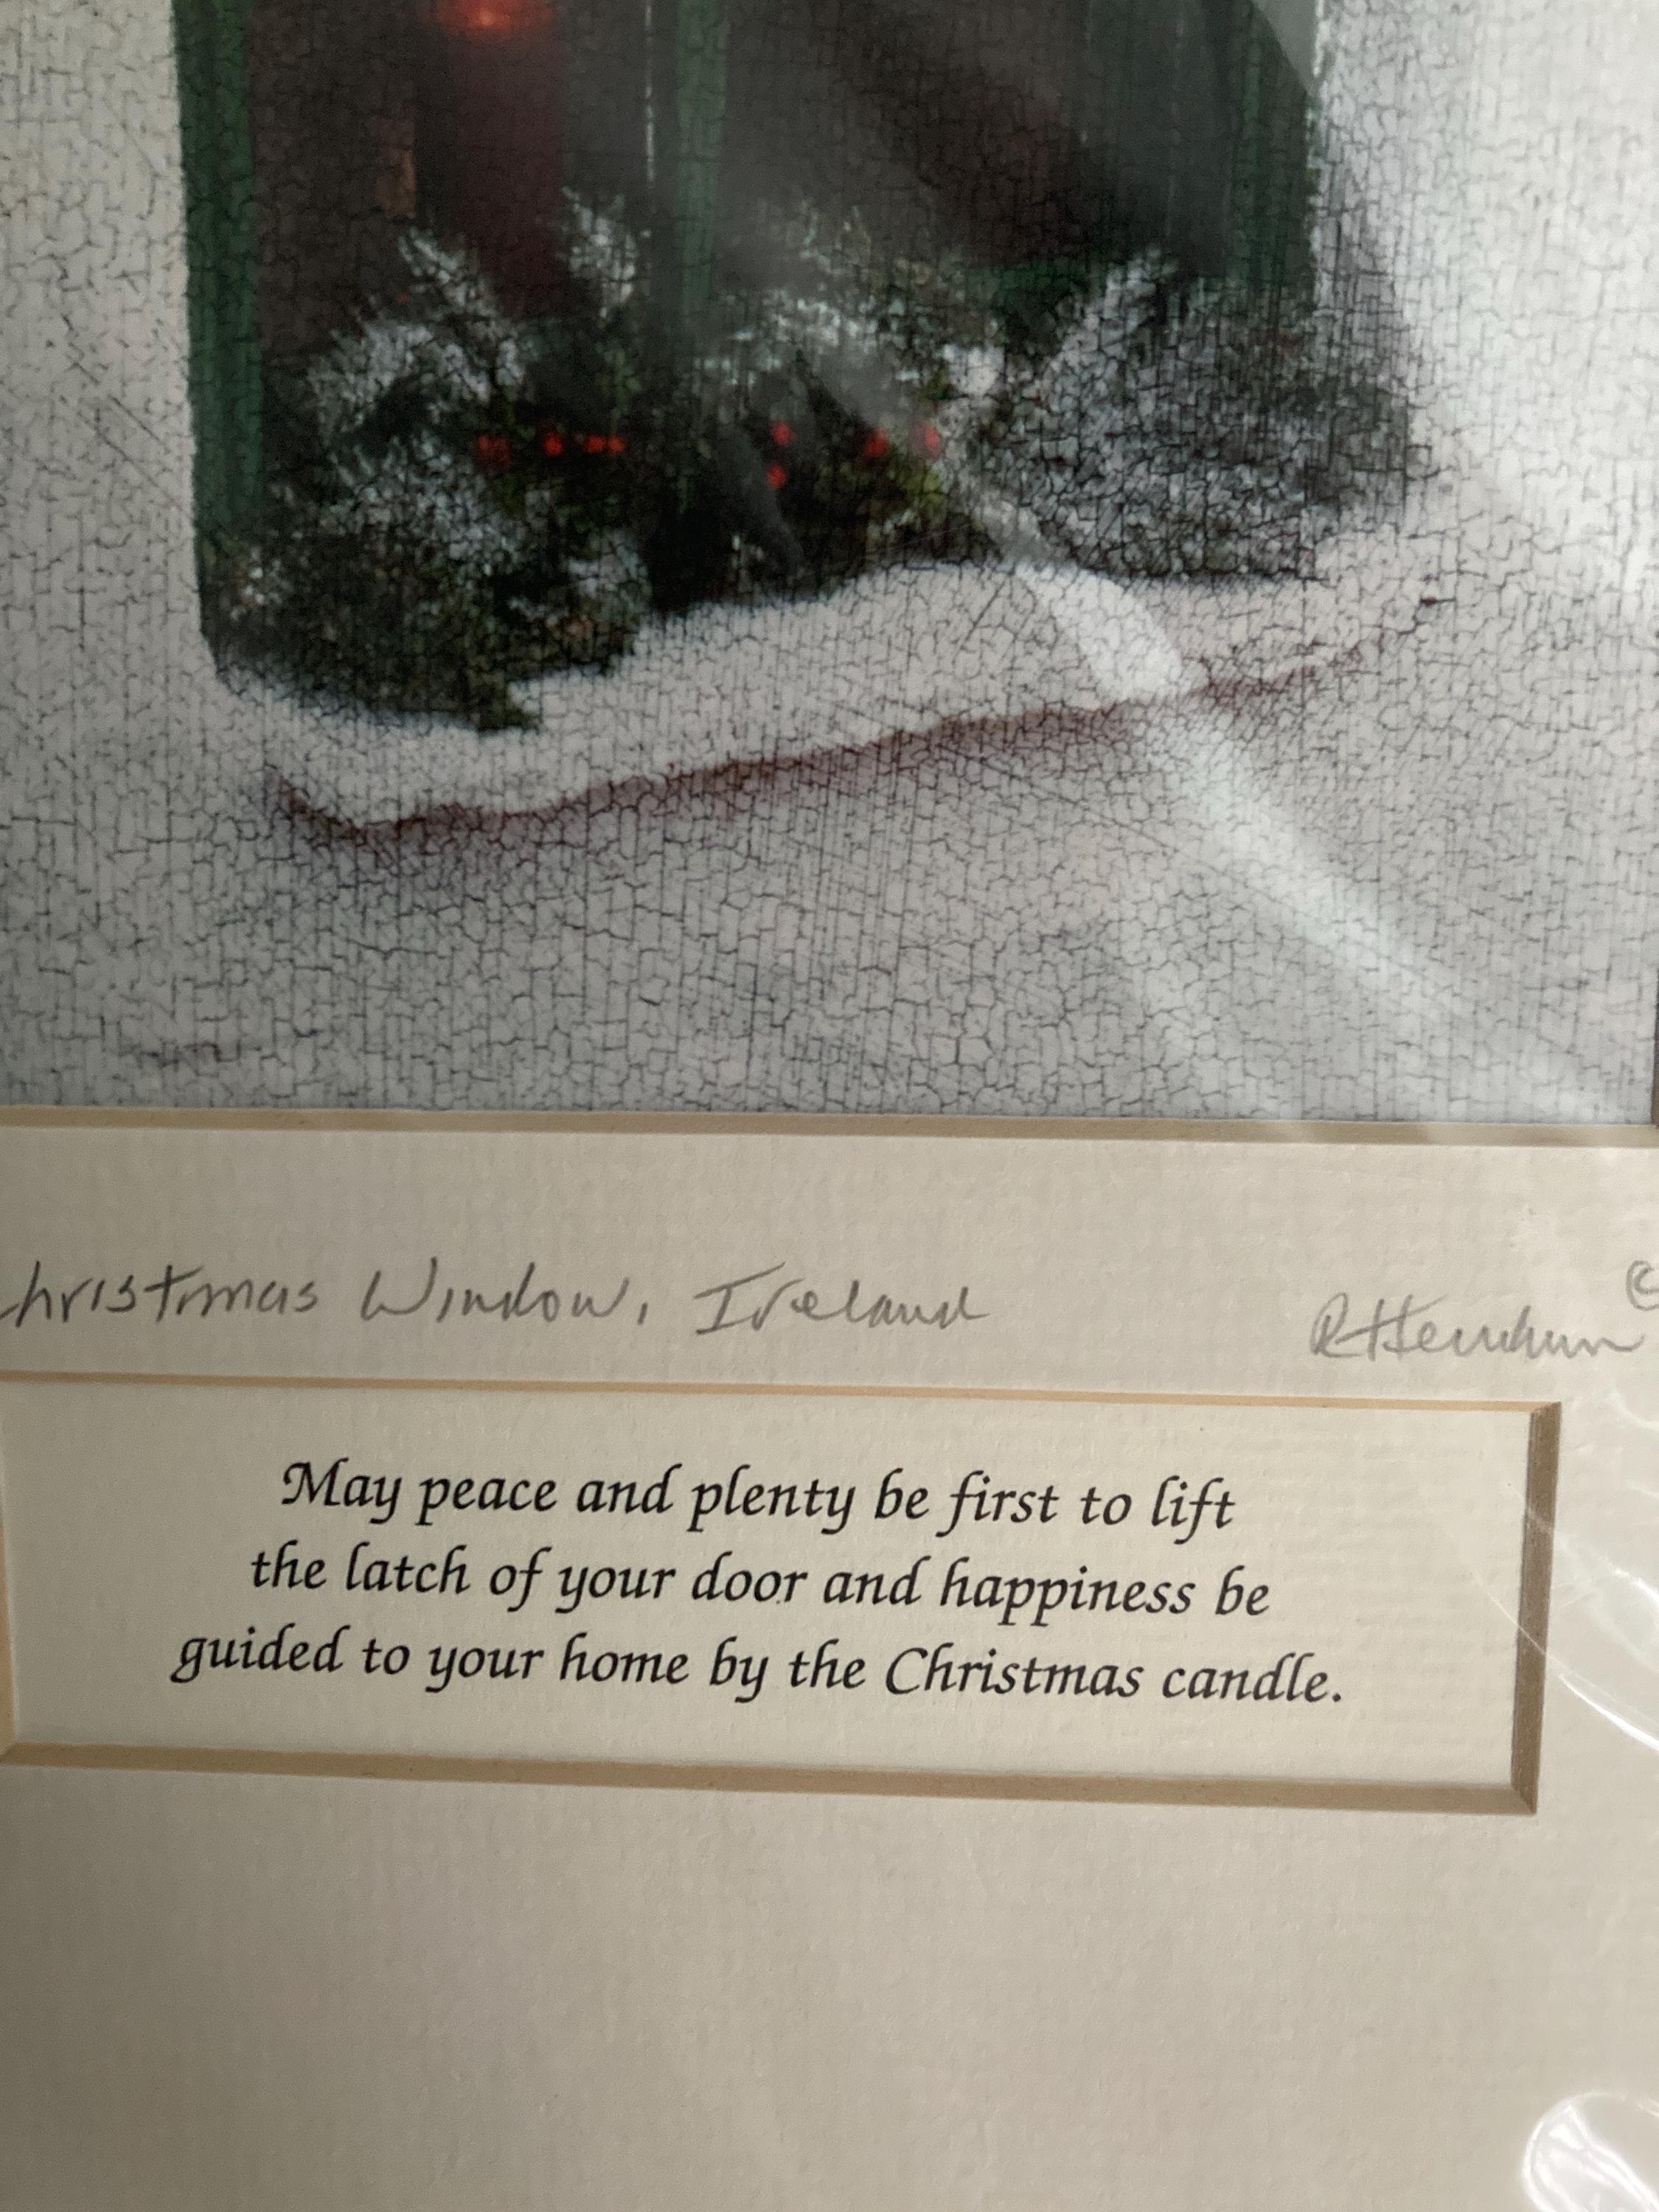 hristmas Window, Ireland
©
May peace and plenty be first to lift
the latch of your door and happiness be
guided to your home by the Christmas candle.